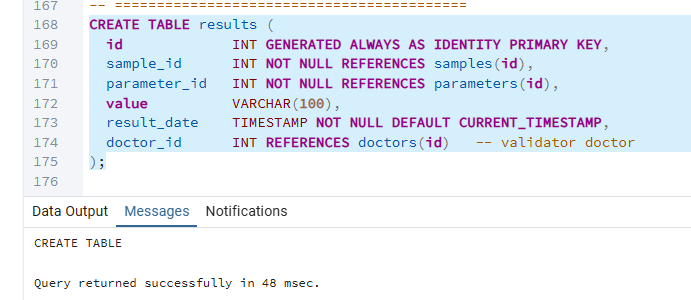 167 -- =========================================
168 CREATE TABLE results (
169   id             INT GENERATED ALWAYS AS IDENTITY PRIMARY KEY,
170   sample_id      INT NOT NULL REFERENCES samples(id),
171   parameter_id   INT NOT NULL REFERENCES parameters(id),
172   value          VARCHAR(100),
173   result_date    TIMESTAMP NOT NULL DEFAULT CURRENT_TIMESTAMP,
174   doctor_id      INT REFERENCES doctors(id)   -- validator doctor
175 );
176
Data Output Messages Notifications
CREATE TABLE
Query returned successfully in 48 msec.